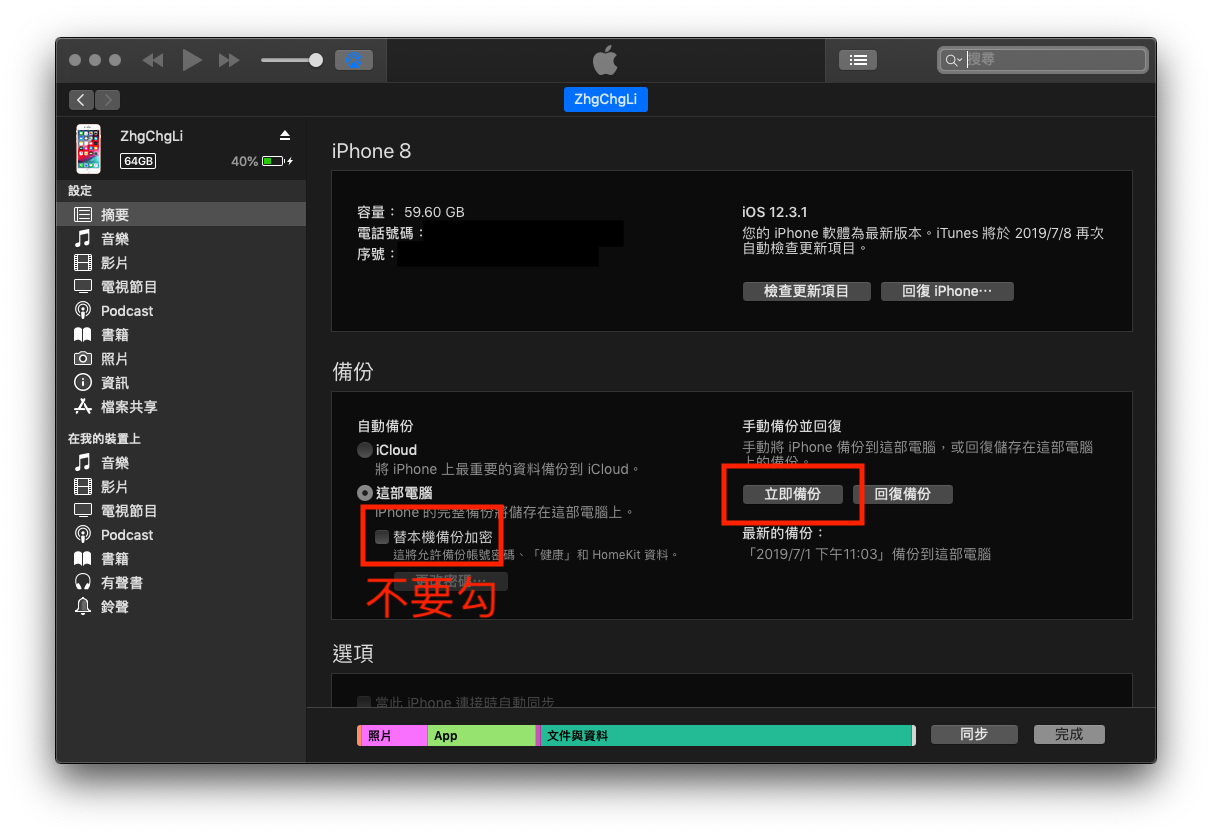 搜尋
ZhgChgLi
ZhgChgLi
64GB
40%
設定
摘要
音樂
影片
電視節目
Podcast
書籍
照片
資訊
檔案共享
在我的裝置上
音樂
影片
電視節目
Podcast
書籍
有聲書
鈴聲
iPhone 8
容量： 59.60 GB
電話號碼：
序號：
iOS 12.3.1
您的 iPhone 軟體為最新版本。iTunes 將於 2019/7/8 再次
自動檢查更新項目。
檢查更新項目
回復 iPhone⋯
備份
自動備份
iCloud
將 iPhone 上最重要的資料備份到 iCloud。
這部電腦
iPhone 的完整備份將儲存在這部電腦上。
替本機備份加密
這將允許備份帳號密碼、「健康」和 HomeKit 資料。
更改密碼⋯
不要勾
手動備份並回復
手動將 iPhone 備份到這部電腦，或回復儲存在這部電腦
上的備份。
立即備份
回復備份
最新的備份：
「2019/7/1 下午11:03」備份到這部電腦
選項
當此 iPhone 連接時自動同步
照片
App
文件與資料
同步
完成